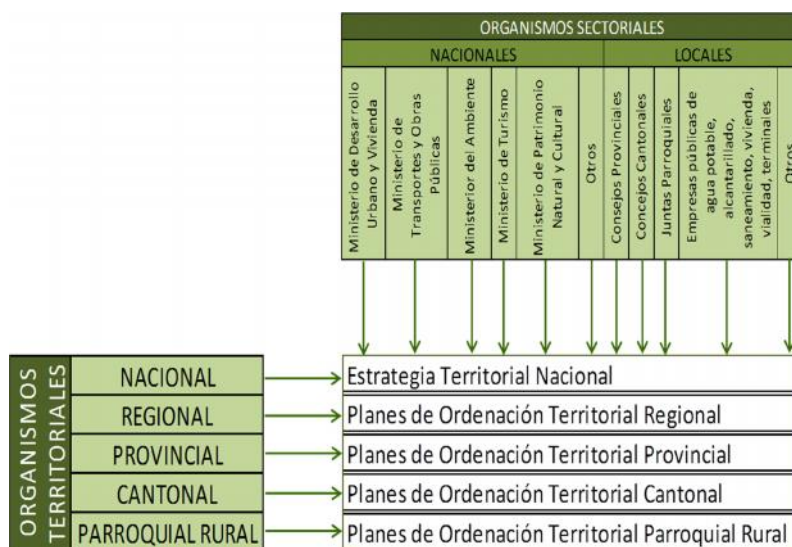 ORGANISMOS SECTORIALES
NACIONALES
LOCALES
Ministerio de Desarrollo
Urbano y Vivienda
Ministerio de
Transportes y Obras
Públicas
Ministerior del Ambiente
Ministerio de Turismo
Ministerio de Patrimonio
Natural y Cultural
Otros
Consejos Provinciales
Concejos Cantonales
Juntas Parroquiales
Empresas públicas de
agua potable,
alcantarillado,
saneamiento, vivienda,
vialidad, terminales
Otros
ORGANISMOS
TERRITORIALES
NACIONAL
Estrategia Territorial Nacional
REGIONAL
Planes de Ordenación Territorial Regional
PROVINCIAL
Planes de Ordenación Territorial Provincial
CANTONAL
Planes de Ordenación Territorial Cantonal
PARROQUIAL RURAL
Planes de Ordenación Territorial Parroquial Rural